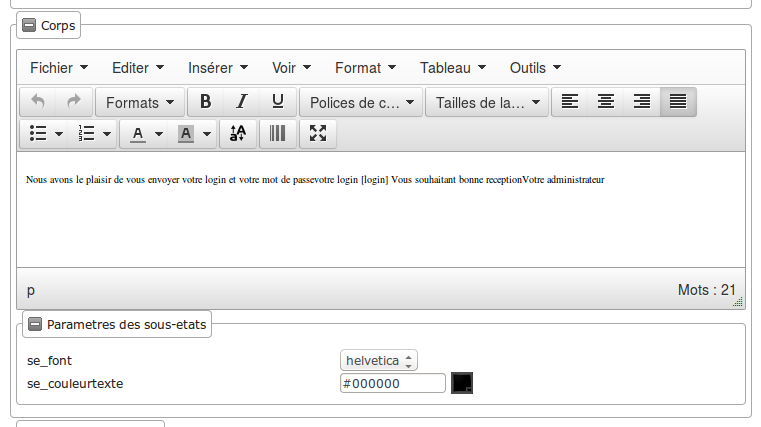 Corps
Fichier Editer Insérer Voir Format Tableau Outils
Formats B I U Polices de c... Tailles de la...
A A A
Nous avons le plaisir de vous envoyer votre login et votre mot de passevotre login [login] Vous souhaitant bonne receptionVotre administrateur
p Mots : 21
Parametres des sous-etats
se_font helvetica
se_couleurtexte #000000